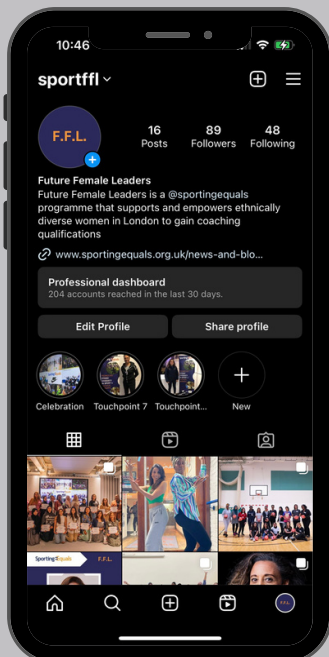 10:46
sportffl
F.F.L.
16
Posts
89
Followers
48
Following
Future Female Leaders
Future Female Leaders is a @sportingequals
programme that supports and empowers ethnically
diverse women in London to gain coaching
qualifications
www.sportingequals.org.uk/news-and-blo...
Professional dashboard
204 accounts reached in the last 30 days.
Edit Profile
Share profile
Celebration
Touchpoint 7
Touchpoint...
New
Sporting Equals
F.F.L.
F.F.L.